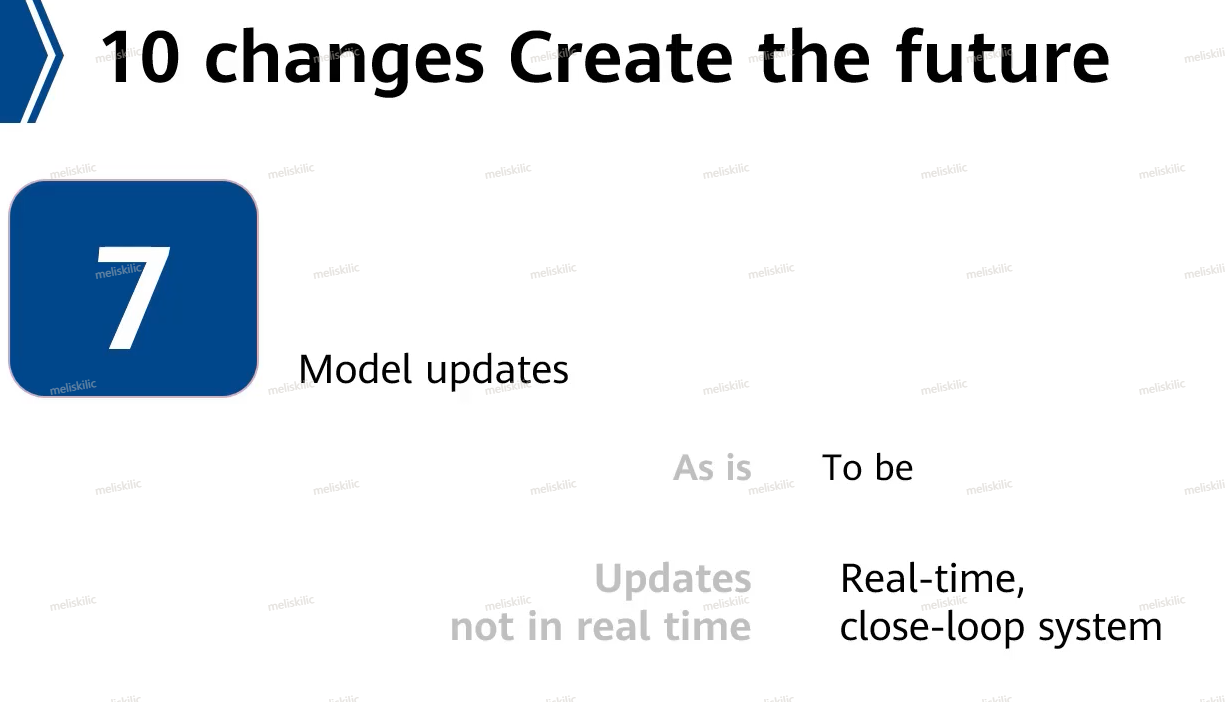 10 changes Create the future
7
Model updates
As is
To be
Updates
not in real time
Real-time,
close-loop system
meliskilic